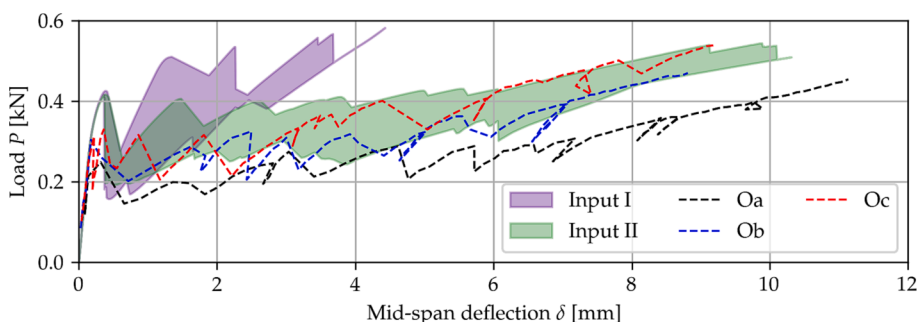 0.6
0.4
0.2
0.0
Load P [kN]
0 2 4 6 8 10 12
Mid-span deflection δ [mm]
Input I Oa Oc
Input II Ob